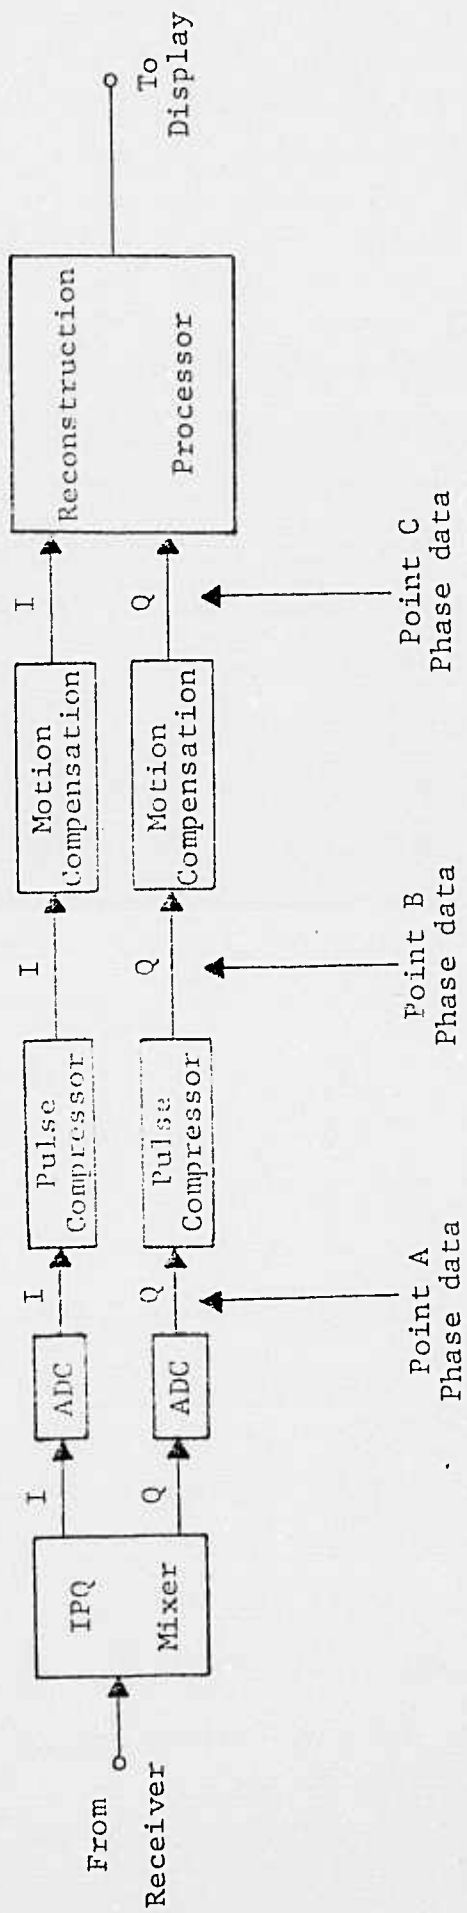 From
Receiver
IPQ
Mixer
I
Q
ADC
ADC
I
Q
Pulse
Compressor
Pulse
Compressor
I
Q
Motion
Compensation
Motion
Compensation
I
Q
Reconstruction
Processor
To
Display
Point A
Phase data
Point B
Phase data
Point C
Phase data